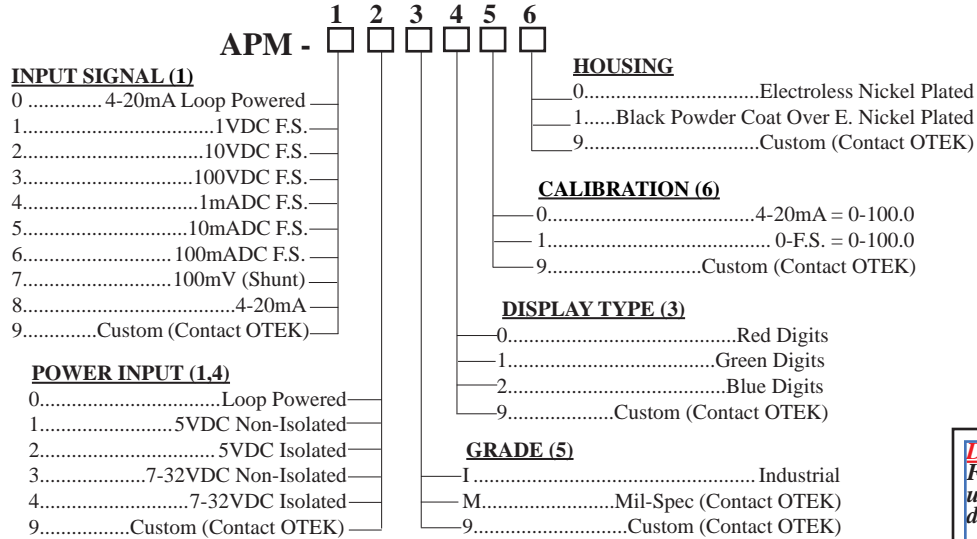 1 2 3 4 5 6
APM -
INPUT SIGNAL (1)
0 ............. 4-20mA Loop Powered
1..................................1VDC F.S.
2................................10VDC F.S.
3..............................100VDC F.S.
4.................................1mADC F.S.
5...............................10mADC F.S.
6............................100mADC F.S.
7..........................100mV (Shunt)
8.....................................4-20mA
9.............Custom (Contact OTEK)
POWER INPUT (1,4)
0................................Loop Powered
1.........................5VDC Non-Isolated
2................................5VDC Isolated
3.....................7-32VDC Non-Isolated
4............................7-32VDC Isolated
9.................Custom (Contact OTEK)
HOUSING
0................................Electroless Nickel Plated
1......Black Powder Coat Over E. Nickel Plated
9................................Custom (Contact OTEK)
CALIBRATION (6)
0.....................................4-20mA = 0-100.0
1........................................ 0-F.S. = 0-100.0
9...........................Custom (Contact OTEK)
DISPLAY TYPE (3)
0........................................Red Digits
1.....................................Green Digits
2.......................................Blue Digits
9.....................Custom (Contact OTEK)
GRADE (5)
I .................................................. Industrial
M........................Mil-Spec (Contact OTEK)
9...........................Custom (Contact OTEK)